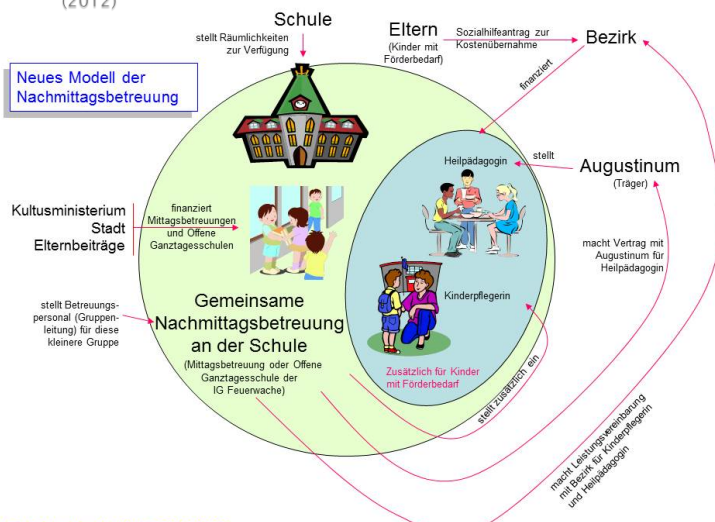 (2012)
Schule
stellt Räumlichkeiten
zur Verfügung
Eltern
(Kinder mit
Förderbedarf)
Sozialhilfeantrag zur
Kostenübernahme
Bezirk
Neues Modell der
Nachmittagsbetreuung
finanziert
Heilpädagogin
stellt
Augustinum
(Träger)
Kultusministerium
Stadt
Elternbeiträge
finanziert
Mittagsbetreuungen
und Offene
Ganztagesschulen
macht Vertrag mit
Augustinum für
Heilpädagogin
stellt Betreuungs-
personal (Gruppen-
leitung) für diese
kleinere Gruppe
Gemeinsame
Nachmittagsbetreuung
an der Schule
(Mittagsbetreuung oder Offene
Ganztagesschule der
IG Feuerwache)
Kinderpflegerin
Zusätzlich für Kinder
mit Förderbedarf
stellt zusätzlich ein
macht Leistungsvereinbarung
mit Bezirk für Kinderpflegerin
und Heilpädagogin